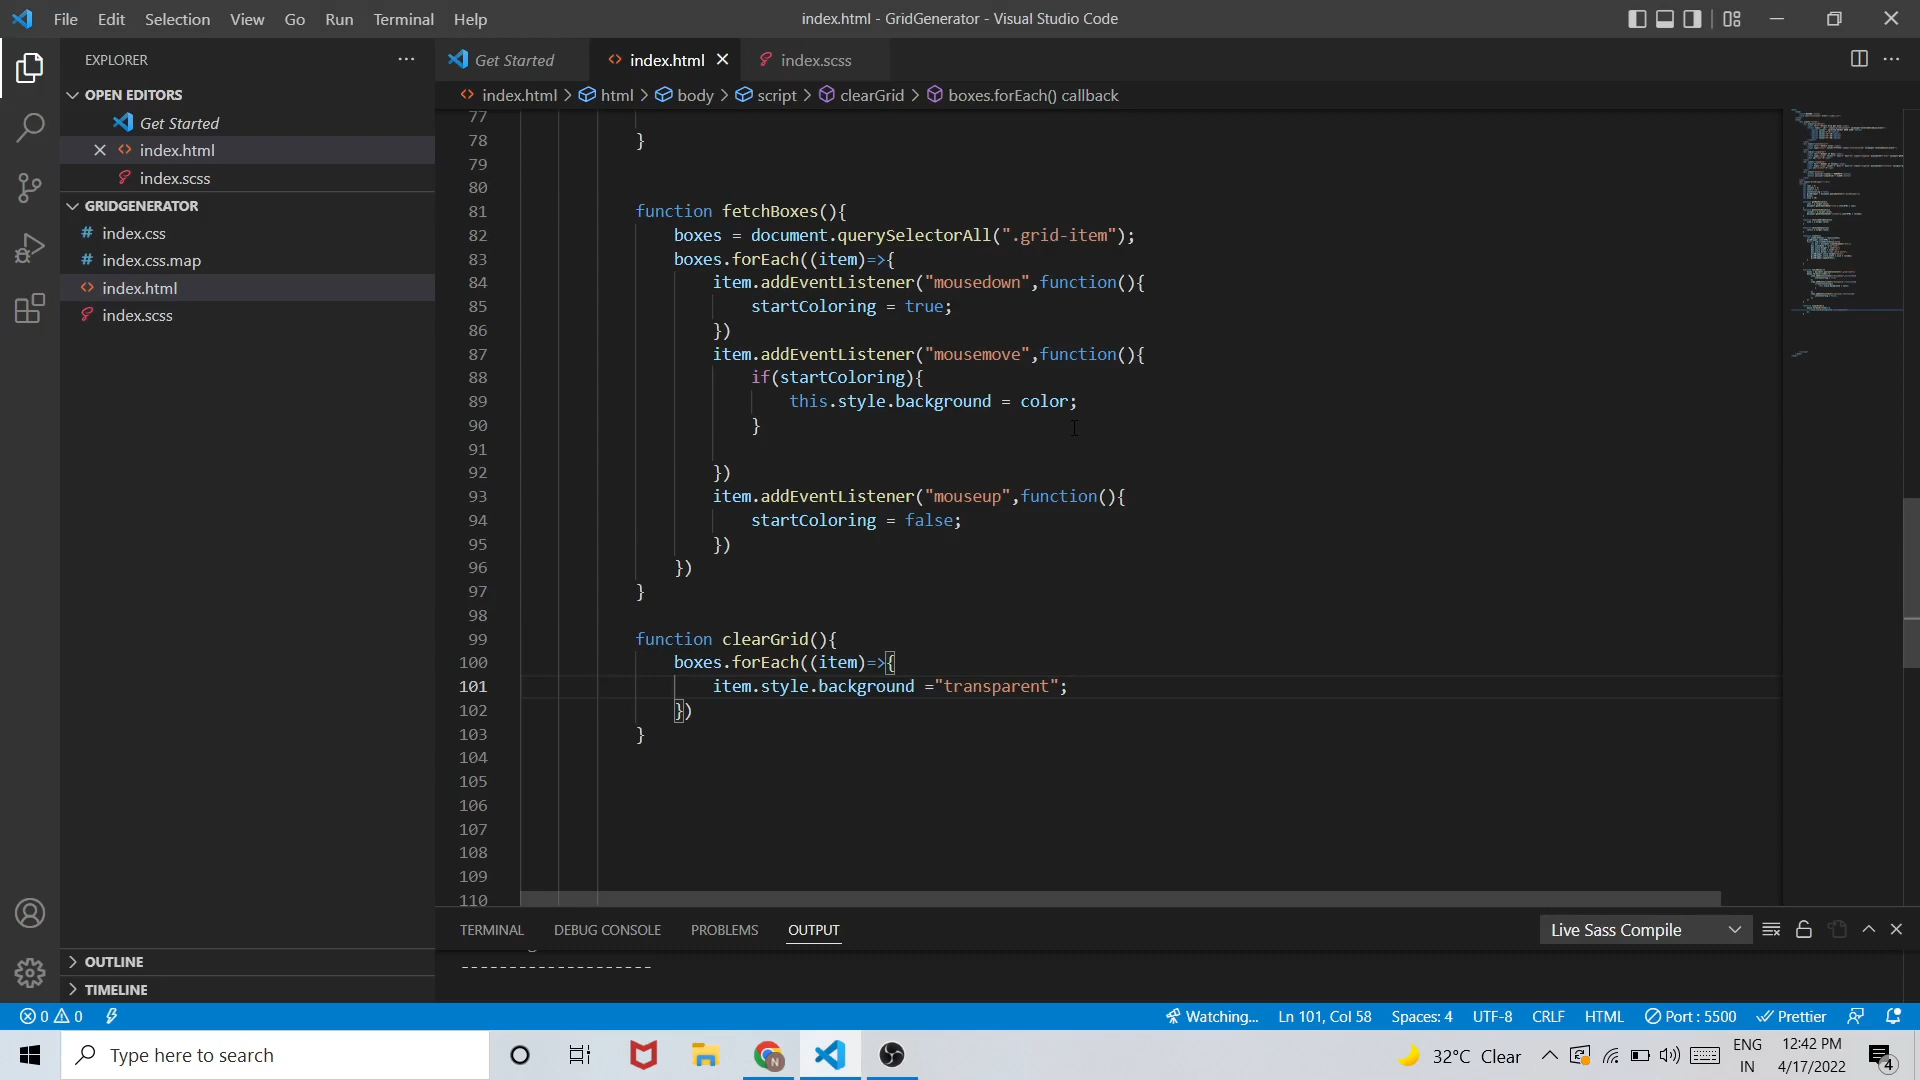 File Edit Selection View Go Run Terminal Help
index.html - GridGenerator - Visual Studio Code
EXPLORER
Get Started
index.html
index.scss
OPEN EDITORS
Get Started
index.html
index.scss
GRIDGENERATOR
# index.css
# index.css.map
index.html
index.scss
OUTLINE
TIMELINE
index.html > html > body > script > clearGrid > boxes.forEach() callback
77
78 }
79
80
81 function fetchBoxes(){
82 boxes = document.querySelectorAll(".grid-item");
83 boxes.forEach((item)=>{
84 item.addEventListener("mousedown",function(){
85 startColoring = true;
86 })
87 item.addEventListener("mousemove",function(){
88 if(startColoring){
89 this.style.background = color;
90 }
91
92 })
93 item.addEventListener("mouseup",function(){
94 startColoring = false;
95 })
96 })
97 }
98
99 function clearGrid(){
100 boxes.forEach((item)=>{
101 item.style.background ="transparent";
102 })
103 }
104
105
106
107
108
109
110
TERMINAL DEBUG CONSOLE PROBLEMS OUTPUT
Live Sass Compile
--------------------
0 0
Watching... Ln 101, Col 58 Spaces: 4 UTF-8 CRLF HTML Port : 5500 Prettier
Type here to search
N
32°C Clear
ENG
IN
12:42 PM
4/17/2022
4